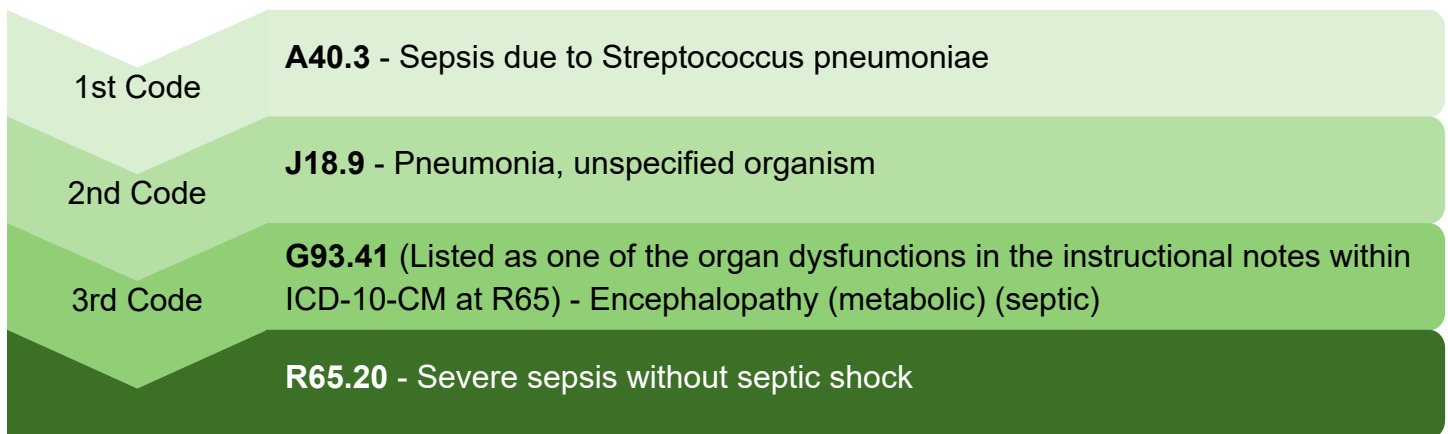 1st Code
A40.3 - Sepsis due to Streptococcus pneumoniae
2nd Code
J18.9 - Pneumonia, unspecified organism
3rd Code
G93.41 (Listed as one of the organ dysfunctions in the instructional notes within
ICD-10-CM at R65) - Encephalopathy (metabolic) (septic)
R65.20 - Severe sepsis without septic shock